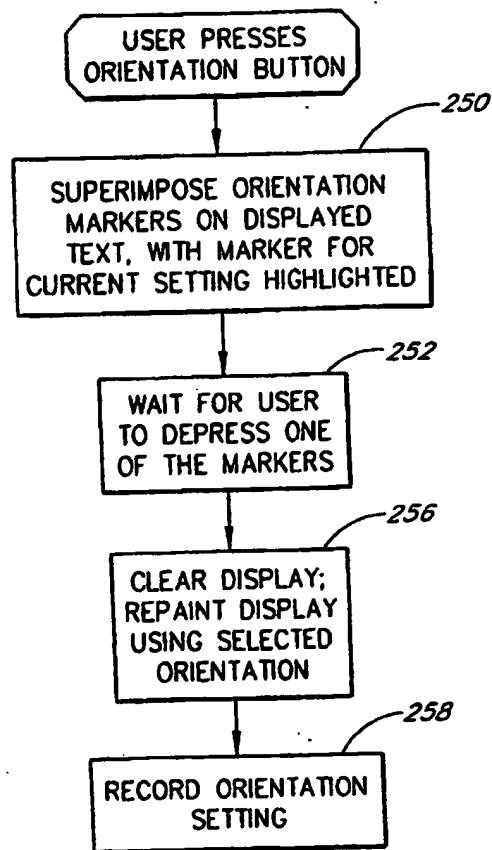 USER PRESSES
ORIENTATION BUTTON
250
SUPERIMPOSE ORIENTATION
MARKERS ON DISPLAYED
TEXT, WITH MARKER FOR
CURRENT SETTING HIGHLIGHTED
252
WAIT FOR USER
TO DEPRESS ONE
OF THE MARKERS
256
CLEAR DISPLAY;
REPAINT DISPLAY
USING SELECTED
ORIENTATION
258
RECORD ORIENTATION
SETTING